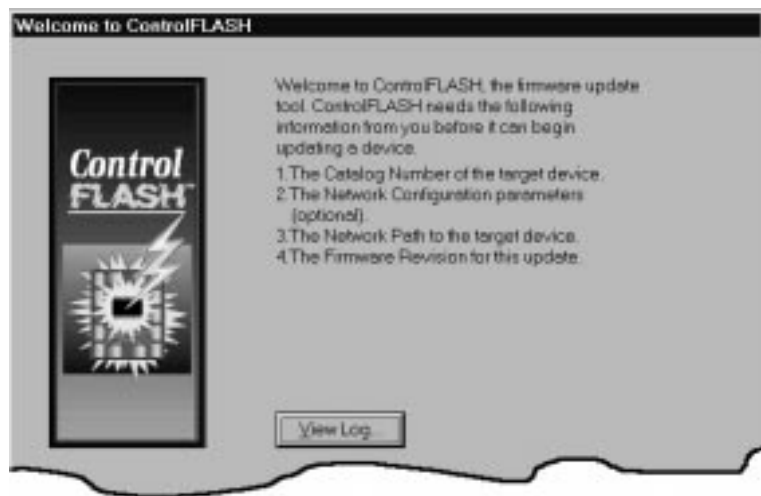 Welcome to ControlFLASH
Control
FLASH™
Welcome to ControlFLASH, the firmware update
tool. ControlFLASH needs the following
information from you before it can begin
updating a device.
1.The Catalog Number of the target device.
2.The Network Configuration parameters
(optional).
3.The Network Path to the target device.
4.The Firmware Revision for this update.
View Log...